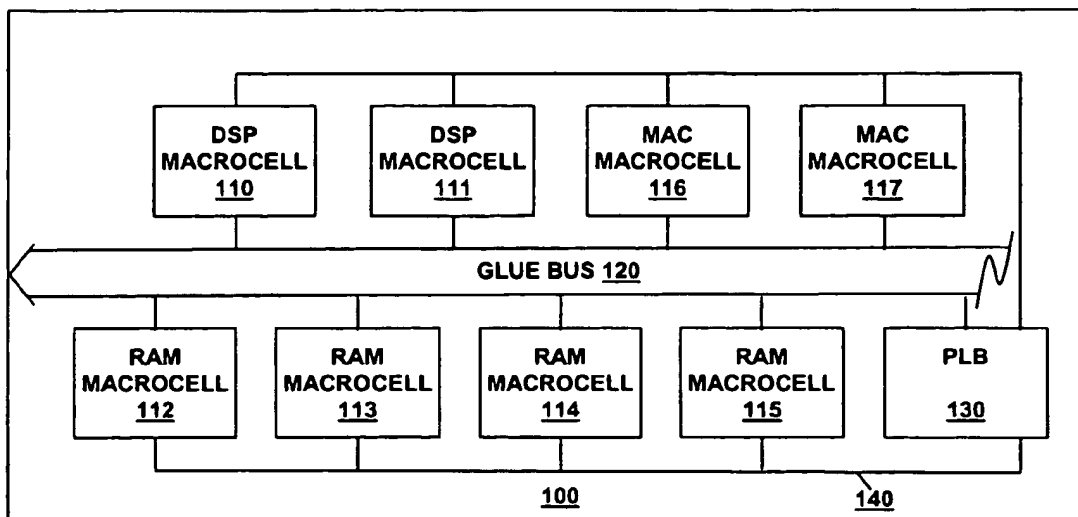 DSP
MACROCELL
110
DSP
MACROCELL
111
MAC
MACROCELL
116
MAC
MACROCELL
117
GLUE BUS 120
RAM
MACROCELL
112
RAM
MACROCELL
113
RAM
MACROCELL
114
RAM
MACROCELL
115
PLB
130
100
140